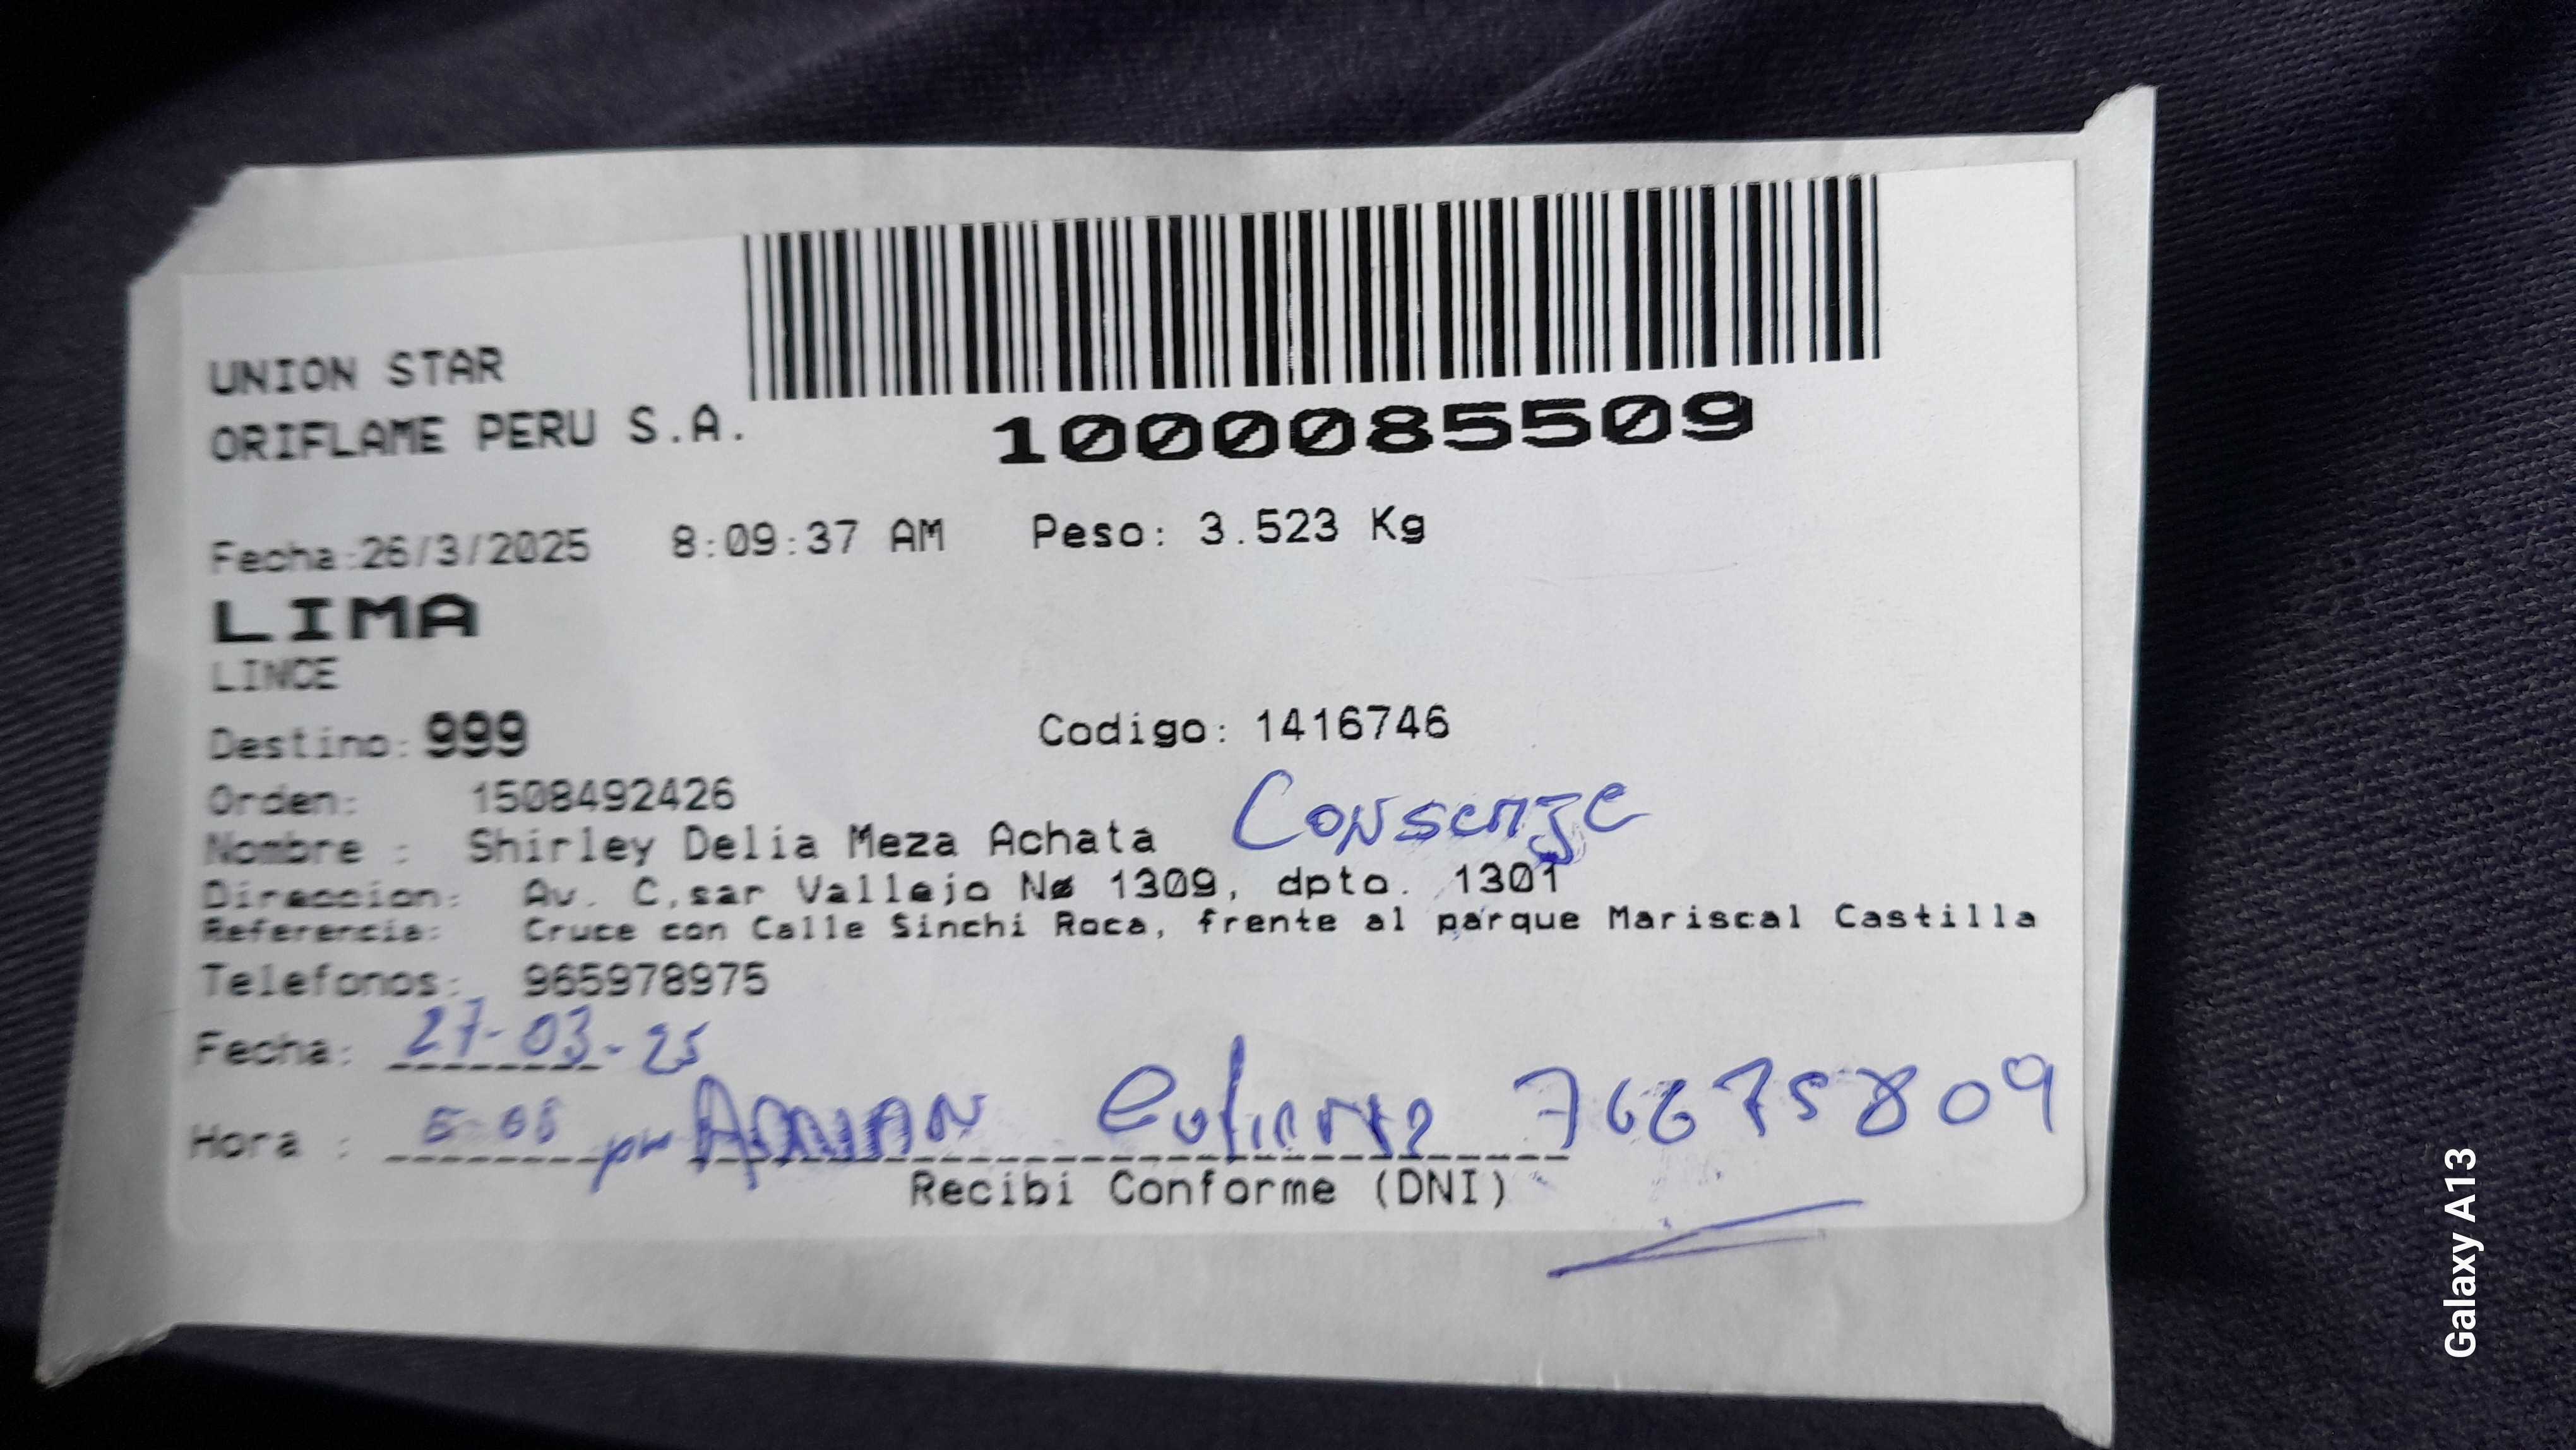 UNION STAR
ORIFLAME PERU S.A.
1000085509
Fecha:26/3/2025 8:09:37 AM Peso: 3.523 Kg
LIMA
LINCE
Destino: 999 Codigo: 1416746
Orden: 1508492426
Nombre : Shirley Delia Meza Achata Conserje
Direccion: Av. C,sar Vallejo Nø 1309, dpto. 1301
Referencia: Cruce con Calle Sinchi Roca, frente al parque Mariscal Castilla
Telefonos: 965978975
Fecha: 27-03-25
Hora : pm ADRIAN Gutierrez 76675809
Recibi Conforme (DNI)
Galaxy A13